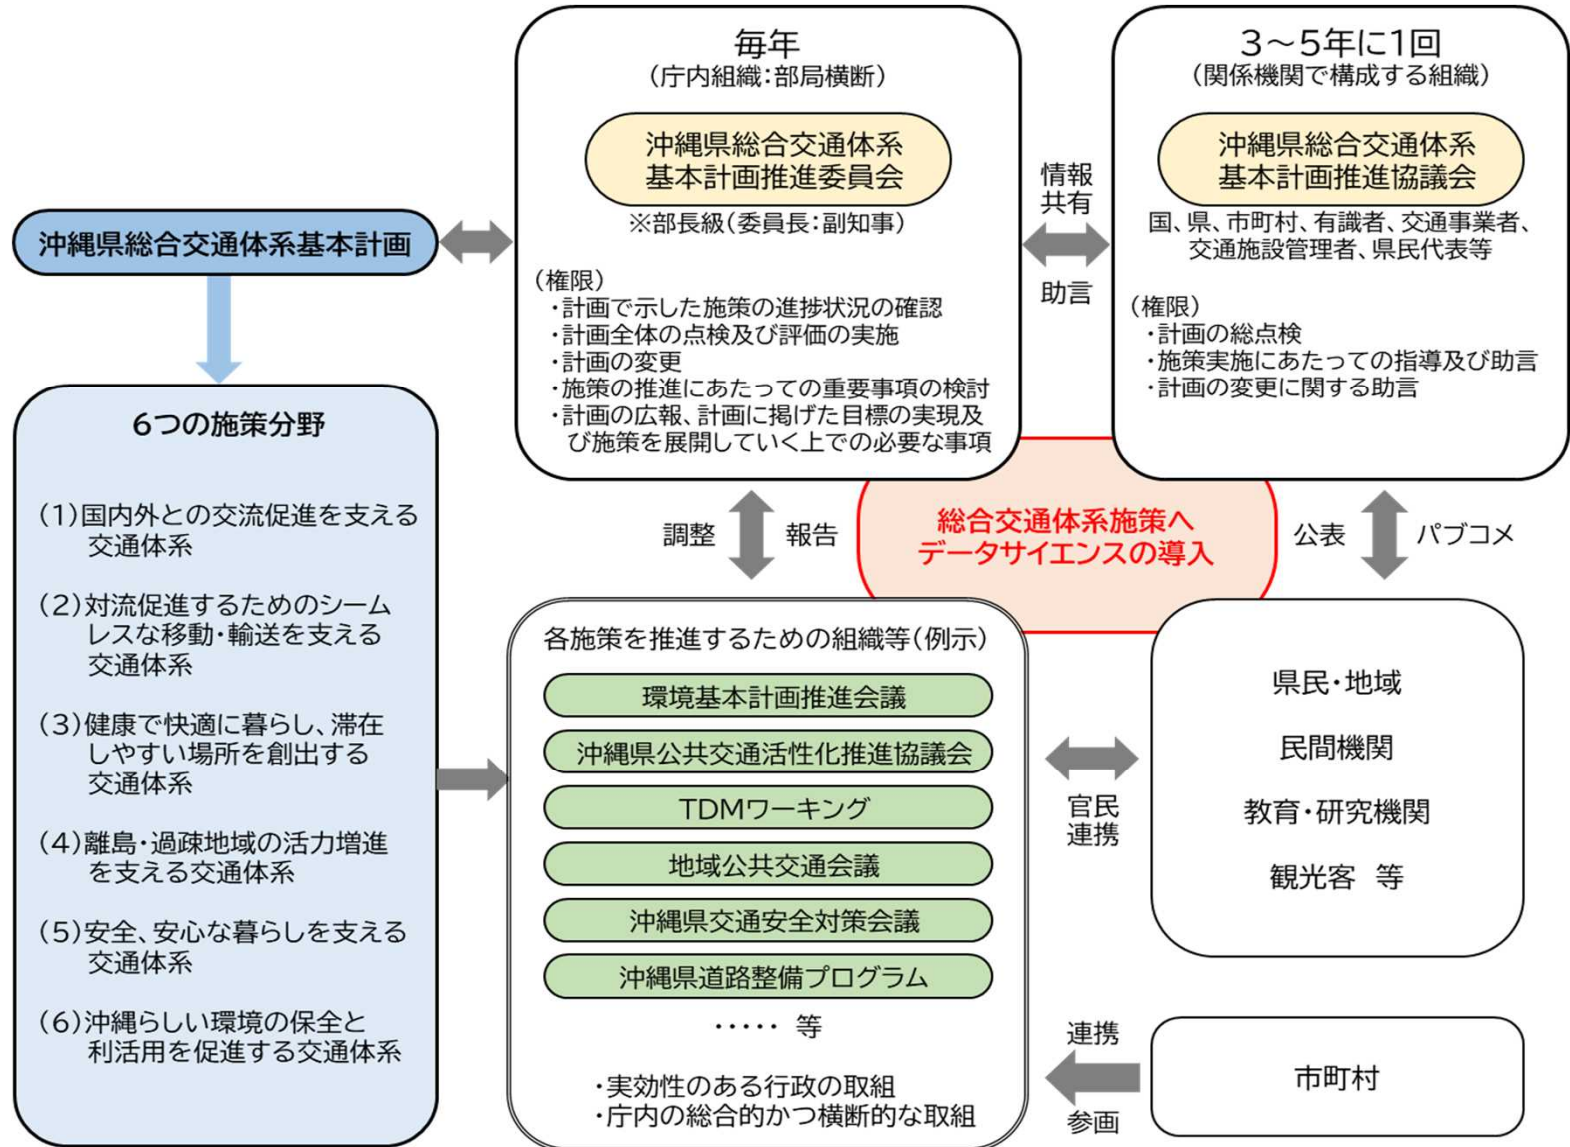 沖縄県総合交通体系基本計画
6つの施策分野
(1)国内外との交流促進を支える
交通体系
(2)対流促進するためのシーム
レスな移動・輸送を支える
交通体系
(3)健康で快適に暮らし、滞在
しやすい場所を創出する
交通体系
(4)離島・過疎地域の活力増進
を支える交通体系
(5)安全、安心な暮らしを支える
交通体系
(6)沖縄らしい環境の保全と
利活用を促進する交通体系
毎年
(庁内組織:部局横断)
沖縄県総合交通体系
基本計画推進委員会
※部長級(委員長:副知事)
(権限)
・計画で示した施策の進捗状況の確認
・計画全体の点検及び評価の実施
・計画の変更
・施策の推進にあたっての重要事項の検討
・計画の広報、計画に掲げた目標の実現及
び施策を展開していく上での必要な事項
情報
共有
助言
3~5年に1回
(関係機関で構成する組織)
沖縄県総合交通体系
基本計画推進協議会
国、県、市町村、有識者、交通事業者、
交通施設管理者、県民代表等
(権限)
・計画の総点検
・施策実施にあたっての指導及び助言
・計画の変更に関する助言
調整
報告
総合交通体系施策へ
データサイエンスの導入
公表
パブコメ
各施策を推進するための組織等(例示)
環境基本計画推進会議
沖縄県公共交通活性化推進協議会
TDMワーキング
地域公共交通会議
沖縄県交通安全対策会議
沖縄県道路整備プログラム
・・・・・ 等
・実効性のある行政の取組
・庁内の総合的かつ横断的な取組
官民
連携
県民・地域
民間機関
教育・研究機関
観光客 等
連携
参画
市町村